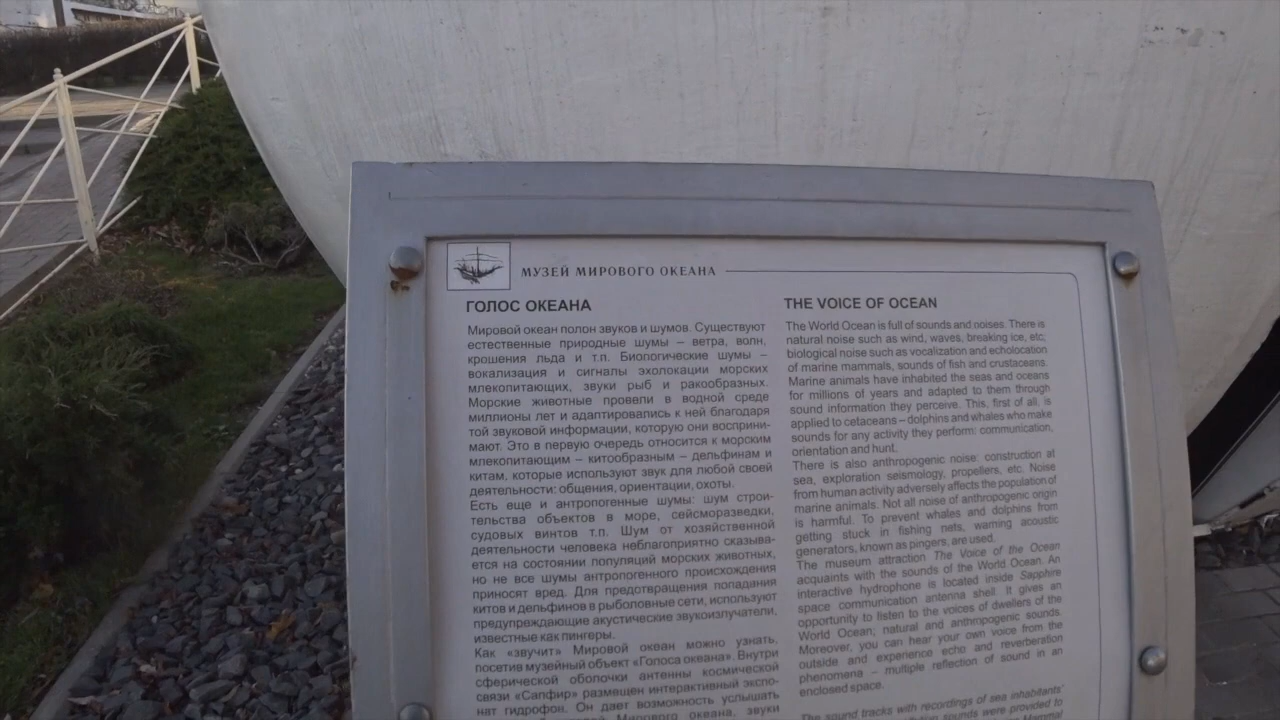 МУЗЕЙ МИРОВОГО ОКЕАНА
ГОЛОС ОКЕАНА
Мировой океан полон звуков и шумов. Существуют
естественные природные шумы – ветра, волн,
крошения льда и т.п. Биологические шумы –
вокализация и сигналы эхолокации морских
млекопитающих, звуки рыб и ракообразных.
Морские животные провели в водной среде
миллионы лет и адаптировались к ней благодаря
той звуковой информации, которую они восприни-
мают. Это в первую очередь относится к морским
млекопитающим – китообразным – дельфинам и
китам, которые используют звук для любой своей
деятельности: общения, ориентации, охоты.
Есть ещё и антропогенные шумы: шум строи-
тельства объектов в море, сейсморазведки,
судовых винтов т.п. Шум от хозяйственной
деятельности человека неблагоприятно сказыва-
ется на состоянии популяций морских животных,
но не все шумы антропогенного происхождения
приносят вред. Для предотвращения попадания
китов и дельфинов в рыболовные сети, используют
предупреждающие акустические звукоизлучатели,
известные как пингеры.
Как «звучит» Мировой океан можно узнать,
посетив музейный объект «Голоса океана». Внутри
сферической оболочки антенны космической
связи «Сапфир» размещен интерактивный экспо-
нат гидрофон. Он дает возможность услышать
Мирового океана, звуки
THE VOICE OF OCEAN
The World Ocean is full of sounds and noises. There is
natural noise such as wind, waves, breaking ice, etc;
biological noise such as vocalization and echolocation
of marine mammals, sounds of fish and crustaceans.
Marine animals have inhabited the seas and oceans
for millions of years and adapted to them through
sound information they perceive. This, first of all, is
applied to cetaceans – dolphins and whales who make
sounds for any activity they perform: communication,
orientation and hunt.
There is also anthropogenic noise: construction at
sea, exploration seismology, propellers, etc. Noise
from human activity adversely affects the population of
marine animals. Not all noise of anthropogenic origin
is harmful. To prevent whales and dolphins from
getting stuck in fishing nets, warning acoustic
generators, known as pingers, are used.
The museum attraction The Voice of the Ocean
acquaints with the sounds of the World Ocean. An
interactive hydrophone is located inside Sapphire
space communication antenna shell. It gives an
opportunity to listen to the voices of dwellers of the
World Ocean, natural and anthropogenic sounds.
Moreover, you can hear your own voice from the
outside and experience echo and reverberation
phenomena – multiple reflection of sound in an
enclosed space.
The sound tracks with recordings of sea inhabitants'
sounds were provided to
Mammal